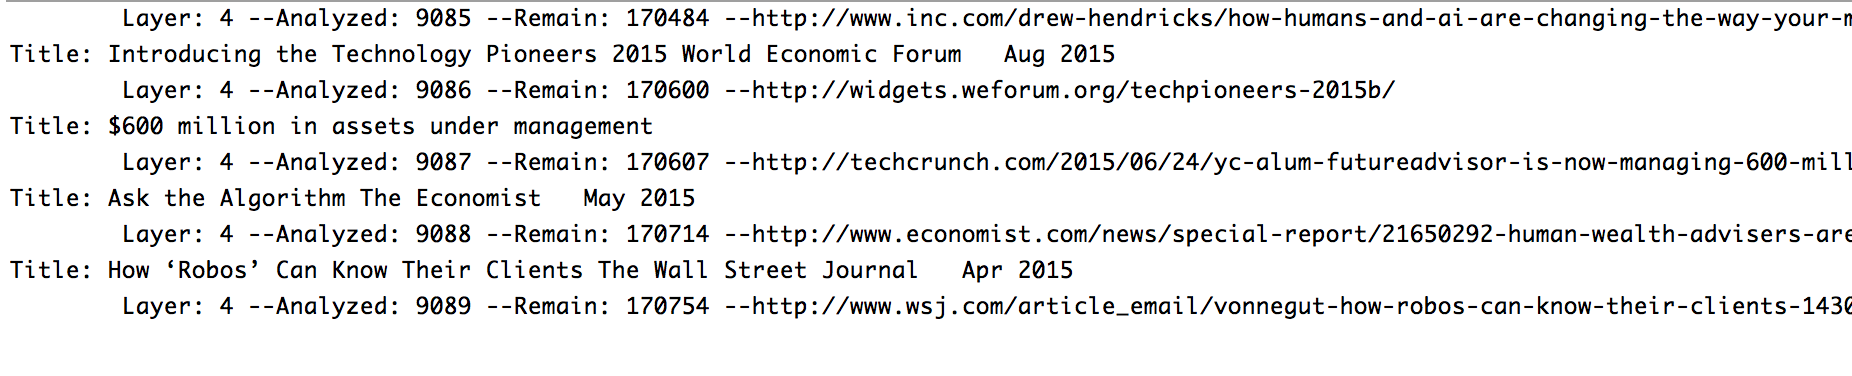 Layer: 4 --Analyzed: 9085 --Remain: 170484 --http://www.inc.com/drew-hendricks/how-humans-and-ai-are-changing-the-way-your-m
Title: Introducing the Technology Pioneers 2015 World Economic Forum   Aug 2015
Layer: 4 --Analyzed: 9086 --Remain: 170600 --http://widgets.weforum.org/techpioneers-2015b/
Title: $600 million in assets under management
Layer: 4 --Analyzed: 9087 --Remain: 170607 --http://techcrunch.com/2015/06/24/yc-alum-futureadvisor-is-now-managing-600-mill
Title: Ask the Algorithm The Economist   May 2015
Layer: 4 --Analyzed: 9088 --Remain: 170714 --http://www.economist.com/news/special-report/21650292-human-wealth-advisers-are
Title: How ‘Robos’ Can Know Their Clients The Wall Street Journal   Apr 2015
Layer: 4 --Analyzed: 9089 --Remain: 170754 --http://www.wsj.com/article_email/vonnegut-how-robos-can-know-their-clients-1430